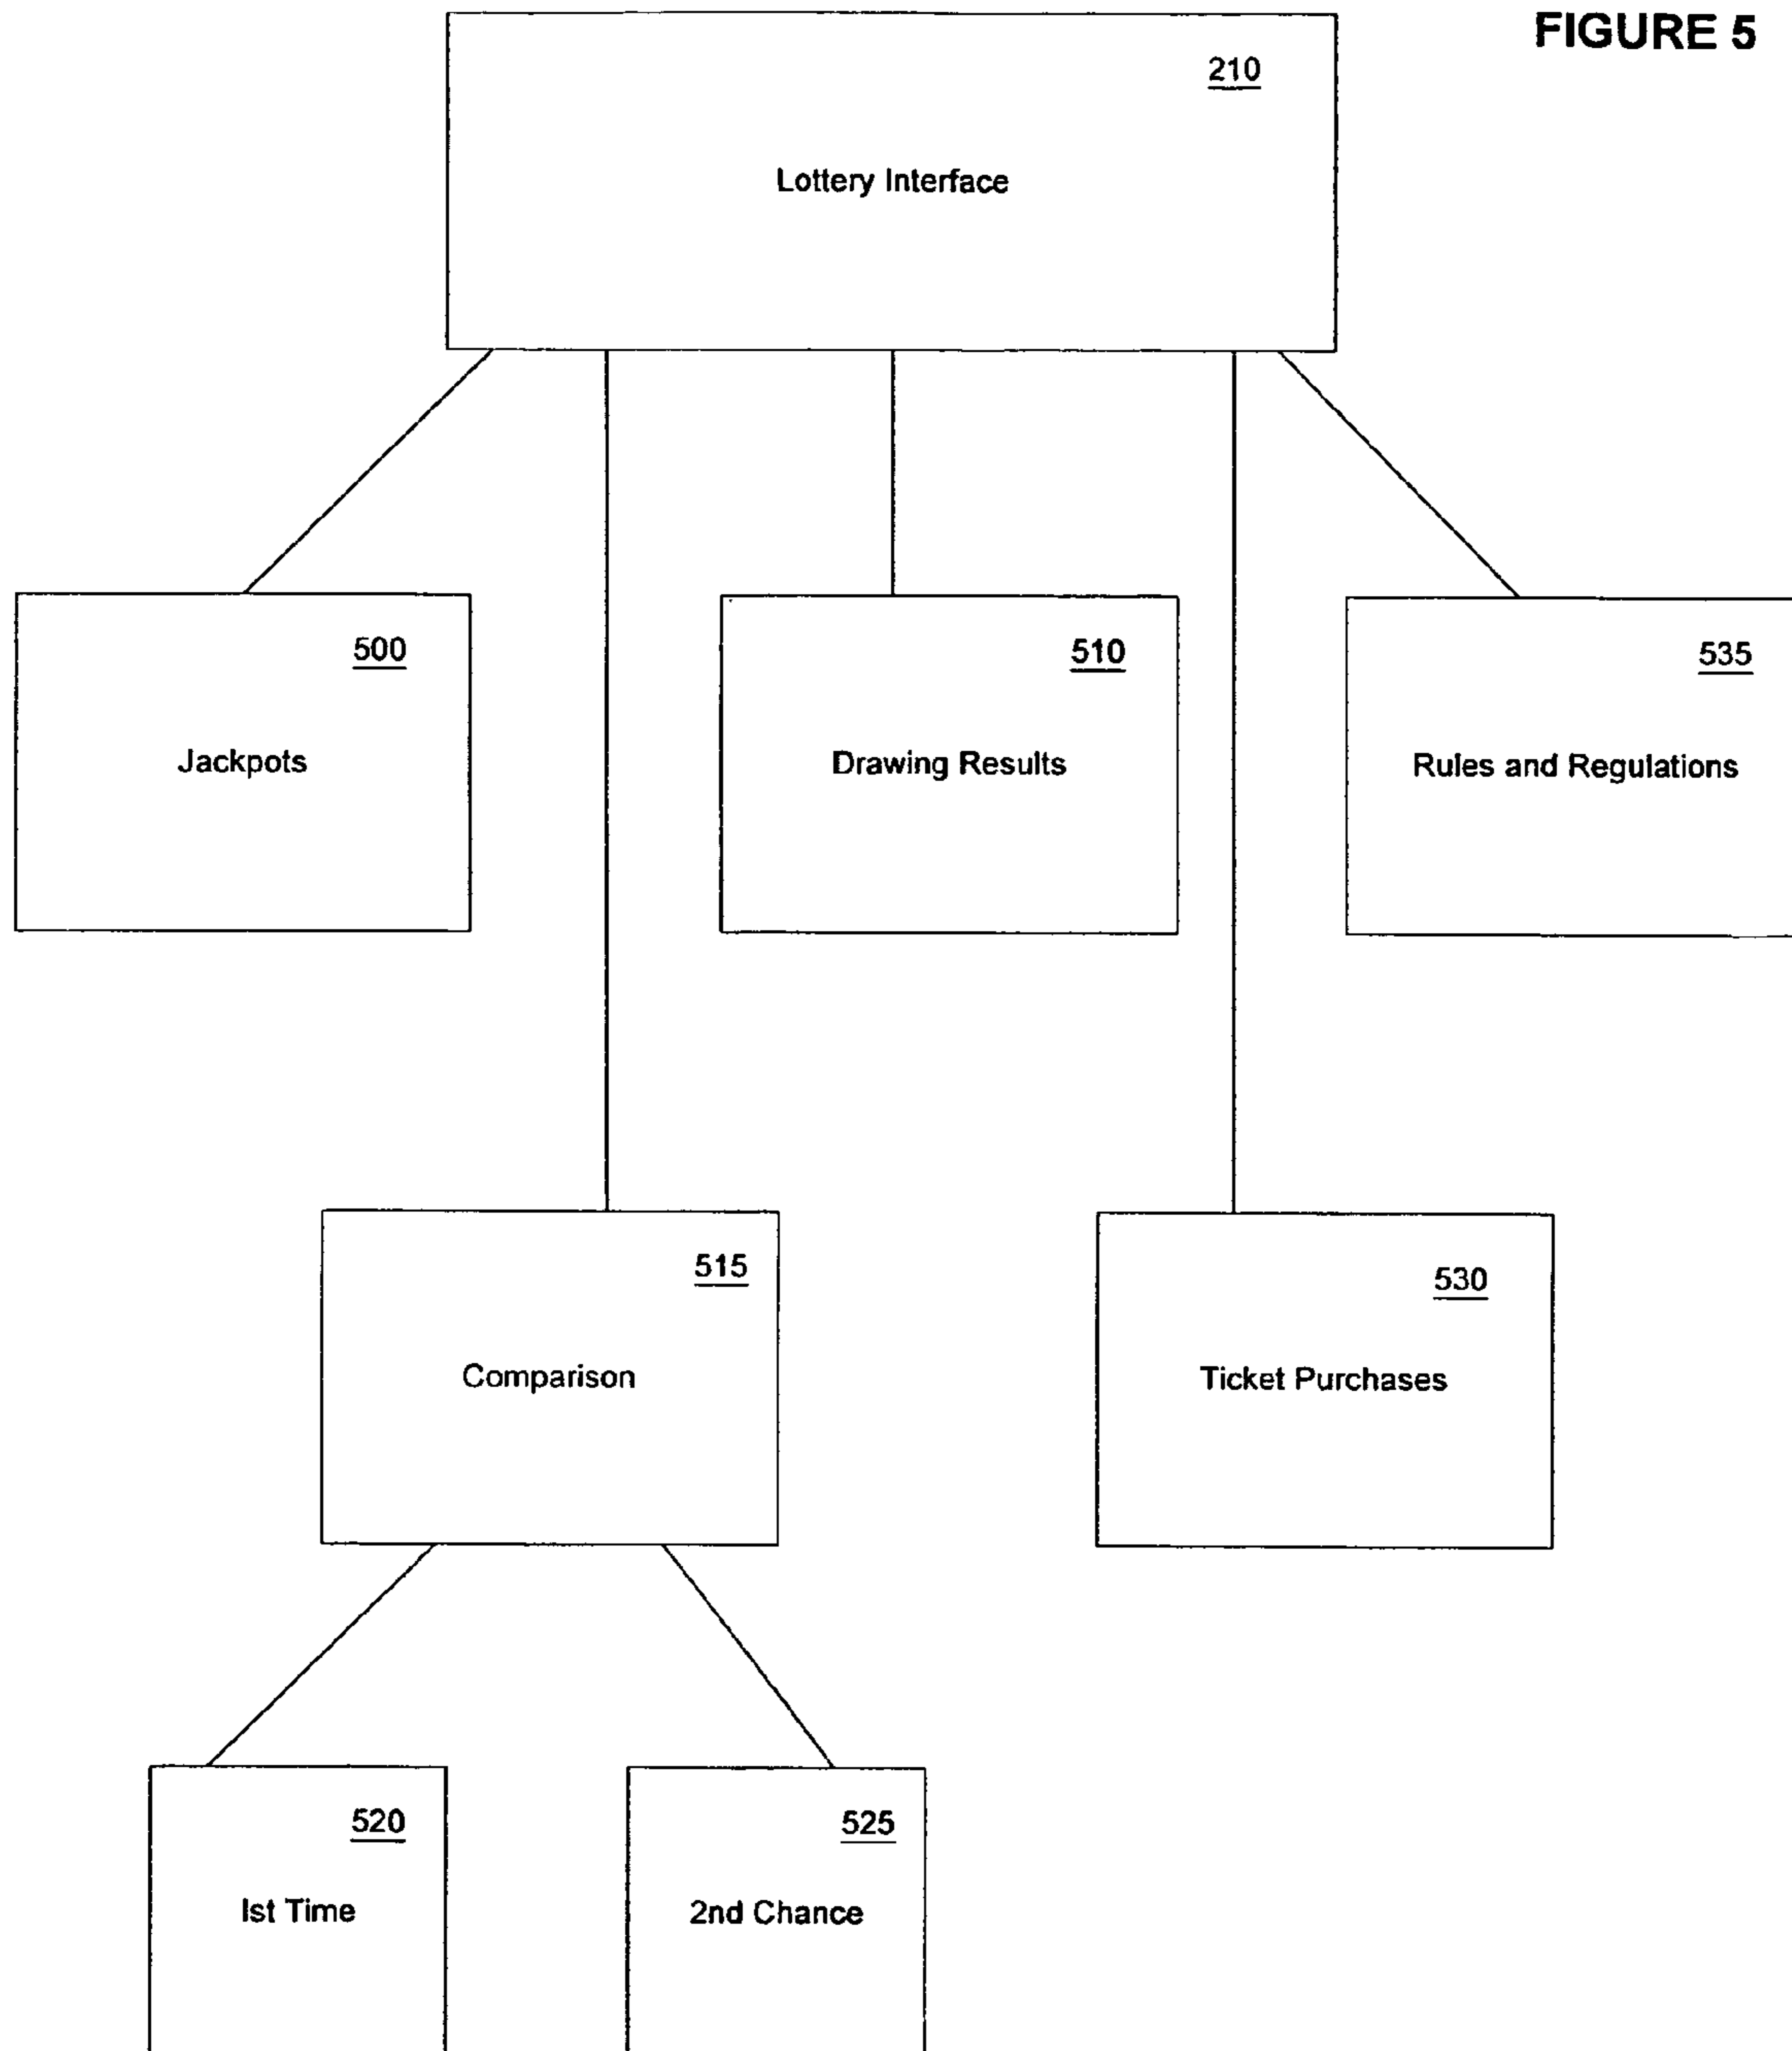 FIGURE 5
210
Lottery Interface
500
Jackpots
510
Drawing Results
535
Rules and Regulations
515
Comparison
530
Ticket Purchases
520
Ist Time
525
2nd Chance